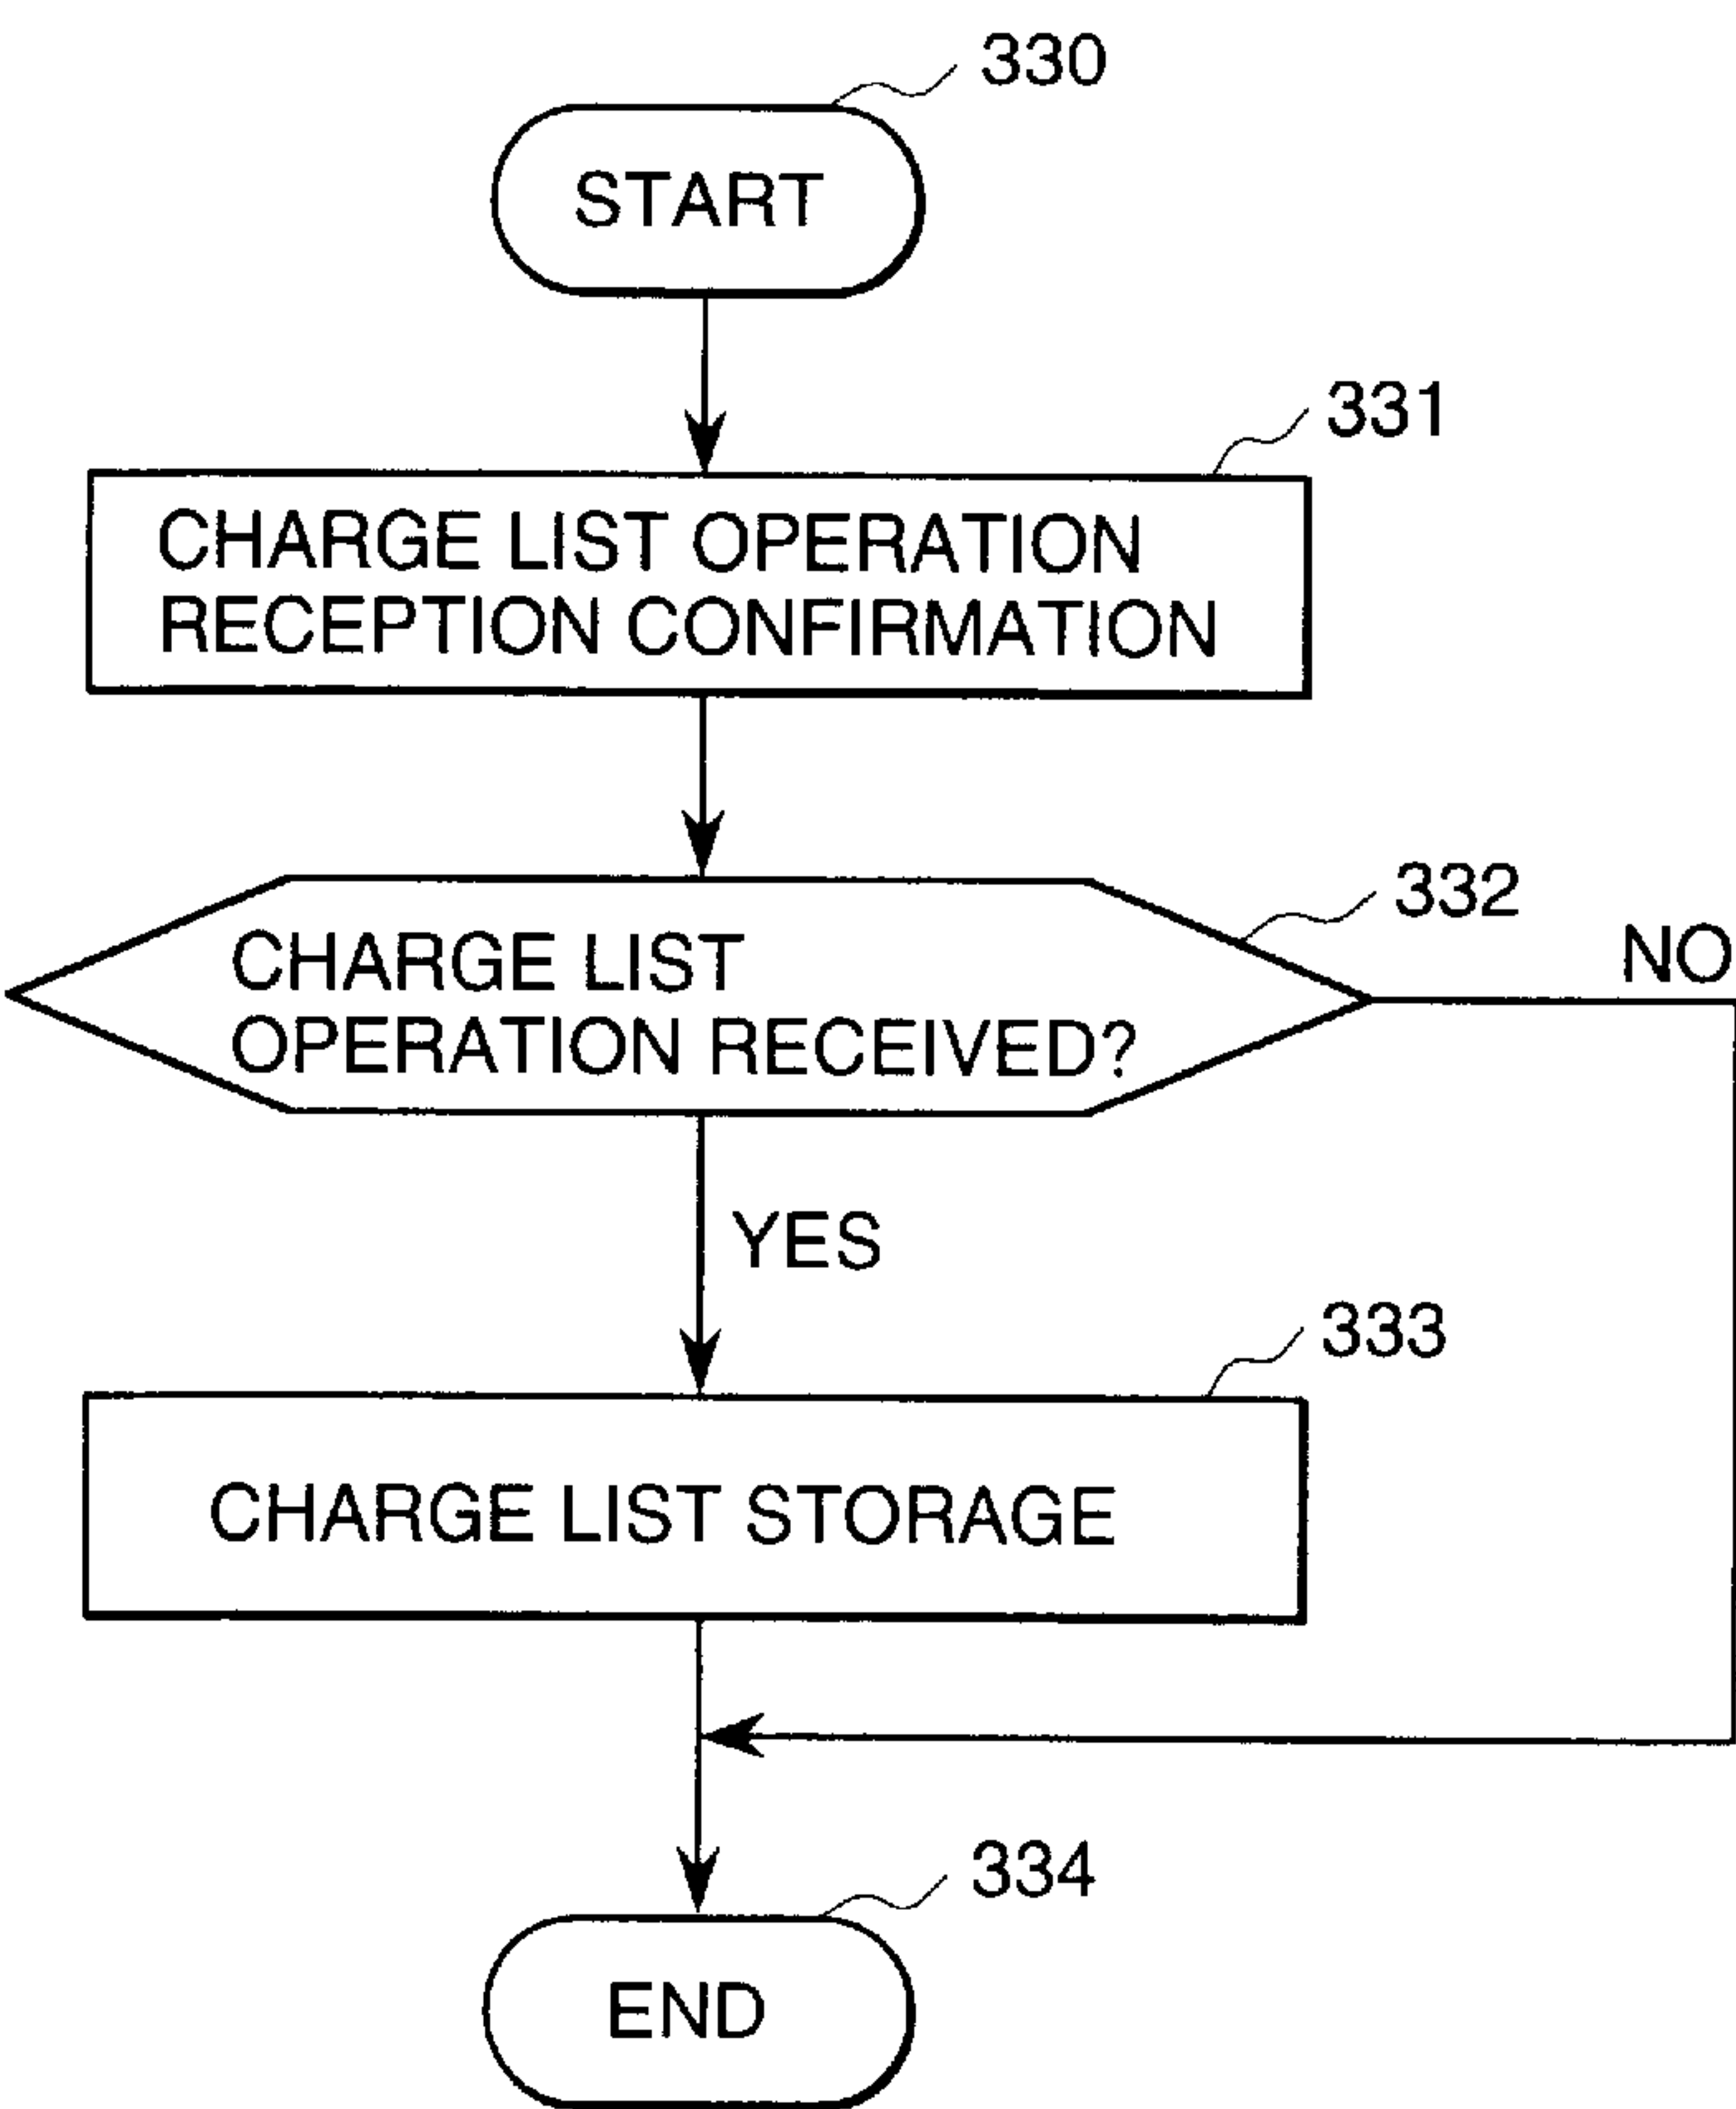 330
START
331
CHARGE LIST OPERATION
RECEPTION CONFIRMATION
332
NO
CHARGE LIST
OPERATION RECEIVED?
YES
333
CHARGE LIST STORAGE
334
END